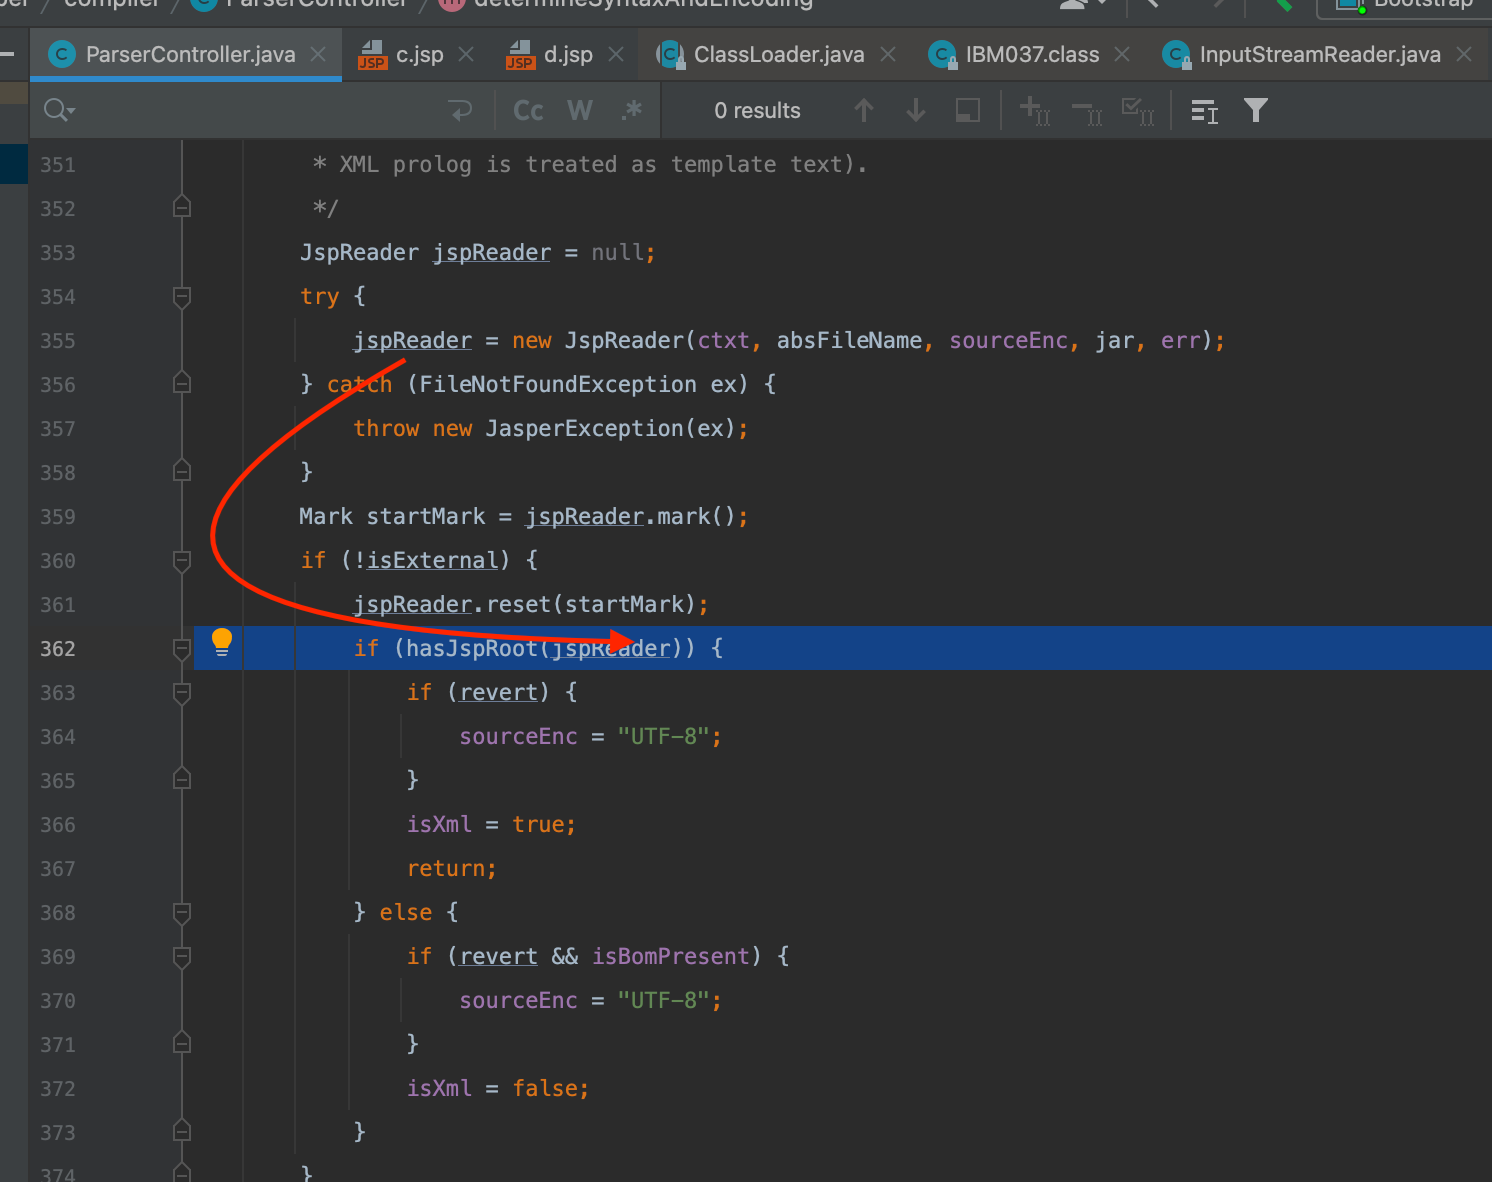 compiler / ParserController / m determineSyntaxAndEncoding Bootstrap
C ParserController.java JSP c.jsp JSP d.jsp C ClassLoader.java C IBM037.class C InputStreamReader.java
Cc W .* 0 results
351 * XML prolog is treated as template text).
352 */
353 JspReader jspReader = null;
354 try {
355 jspReader = new JspReader(ctxt, absFileName, sourceEnc, jar, err);
356 } catch (FileNotFoundException ex) {
357 throw new JasperException(ex);
358 }
359 Mark startMark = jspReader.mark();
360 if (!isExternal) {
361 jspReader.reset(startMark);
362 if (hasJspRoot(jspReader)) {
363 if (revert) {
364 sourceEnc = "UTF-8";
365 }
366 isXml = true;
367 return;
368 } else {
369 if (revert && isBomPresent) {
370 sourceEnc = "UTF-8";
371 }
372 isXml = false;
373 }
374 }